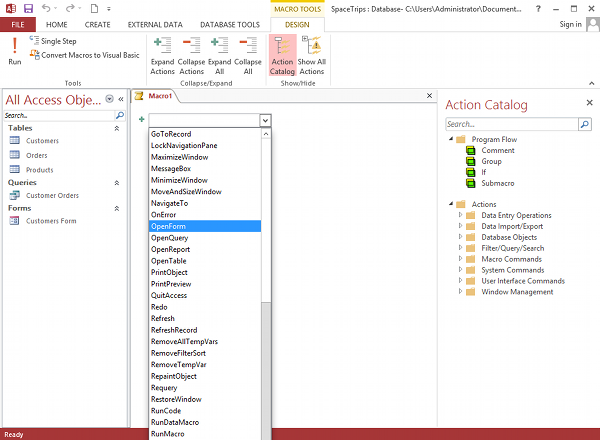 MACRO TOOLS
SpaceTrips : Database- C:\Users\Administrator\Document...
?
FILE HOME CREATE EXTERNAL DATA DATABASE TOOLS DESIGN
Sign in
Run
Single Step
Convert Macros to Visual Basic
Tools
Expand Actions
Collapse Actions
Expand All
Collapse All
Collapse/Expand
Action Catalog
Show All Actions
Show/Hide
All Access Obje...
Search...
Tables
Customers
Orders
Products
Queries
Customer Orders
Forms
Customers Form
Macro1
GoToRecord
LockNavigationPane
MaximizeWindow
MessageBox
MinimizeWindow
MoveAndSizeWindow
NavigateTo
OnError
OpenForm
OpenQuery
OpenReport
OpenTable
PrintObject
PrintPreview
QuitAccess
Redo
Refresh
RefreshRecord
RemoveAllTempVars
RemoveFilterSort
RemoveTempVar
RepaintObject
Requery
RestoreWindow
RunCode
RunDataMacro
RunMacro
Action Catalog
Search...
Program Flow
Comment
Group
If
Submacro
Actions
Data Entry Operations
Data Import/Export
Database Objects
Filter/Query/Search
Macro Commands
System Commands
User Interface Commands
Window Management
Ready